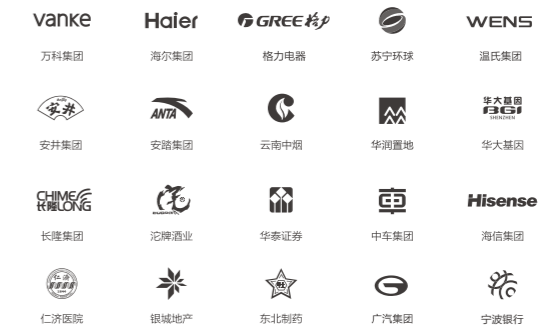 vanke Haier GREE格力 WENS
万科集团 海尔集团 格力电器 苏宁环球 温氏集团
安井 ANTA 华大基因
BGI
SHENZHEN
安井集团 安踏集团 云南中烟 华润置地 华大基因
CHIMELONG
长隆 Hisense
长隆集团 沱牌酒业 华泰证券 中车集团 海信集团
仁济
仁济医院 银城地产 东北制药 广汽集团 宁波银行